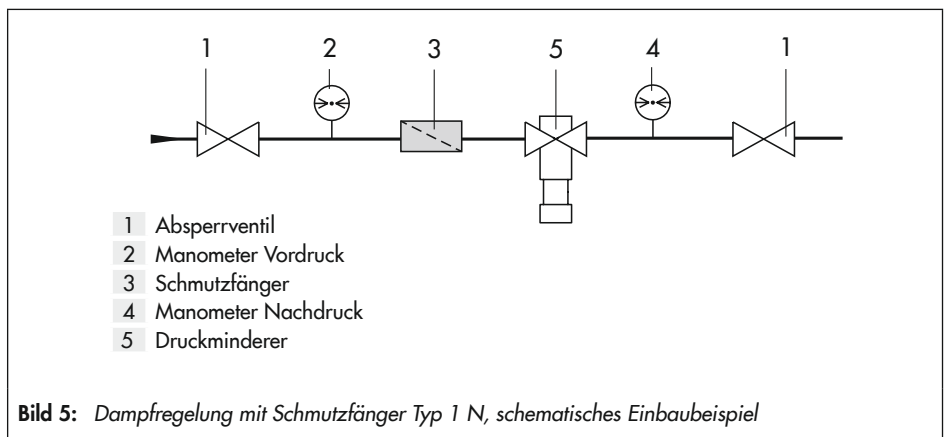 1 2 3 5 4 1
1 Absperrventil
2 Manometer Vordruck
3 Schmutzfänger
4 Manometer Nachdruck
5 Druckminderer
Bild 5: Dampfregelung mit Schmutzfänger Typ 1 N, schematisches Einbaubeispiel